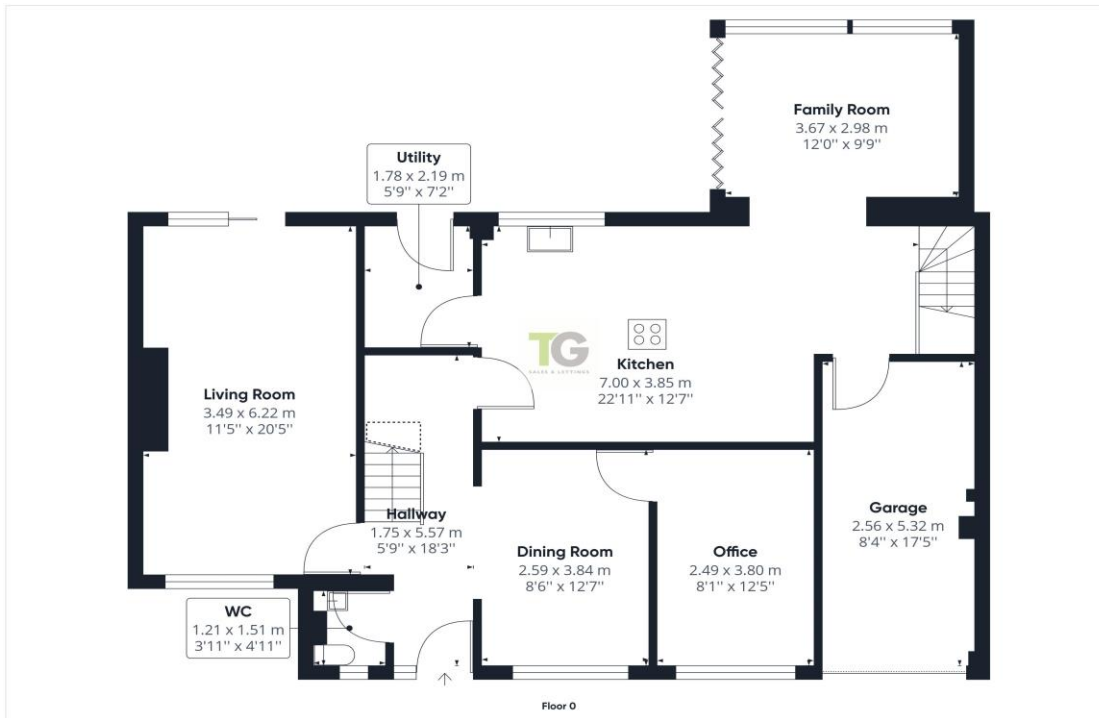 Family Room
3.67 x 2.98 m
12'0" x 9'9"
Utility
1.78 x 2.19 m
5'9" x 7'2"
TG
SALES & LETTINGS
Kitchen
7.00 x 3.85 m
22'11" x 12'7"
Living Room
3.49 x 6.22 m
11'5" x 20'5"
Hallway
1.75 x 5.57 m
5'9" x 18'3"
Garage
2.56 x 5.32 m
8'4" x 17'5"
Dining Room
2.59 x 3.84 m
8'6" x 12'7"
Office
2.49 x 3.80 m
8'1" x 12'5"
WC
1.21 x 1.51 m
3'11" x 4'11"
Floor 0